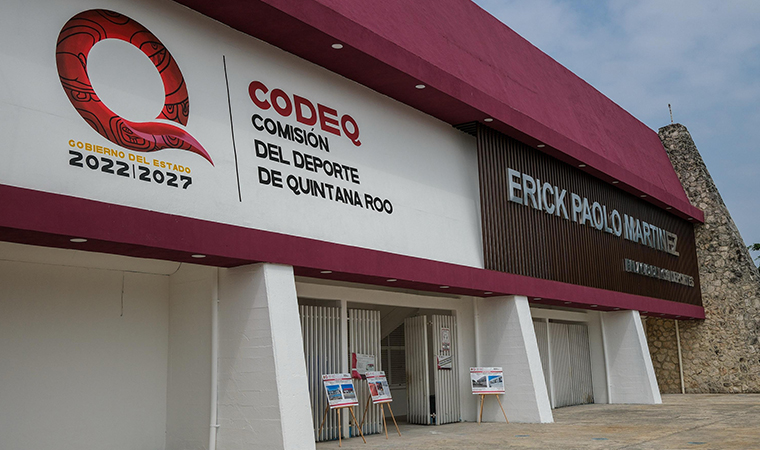 GOBIERNO DEL ESTADO
2022|2027
CODEQ
COMISIÓN
DEL DEPORTE
DE QUINTANA ROO
ERICK PAOLO MARTINEZ